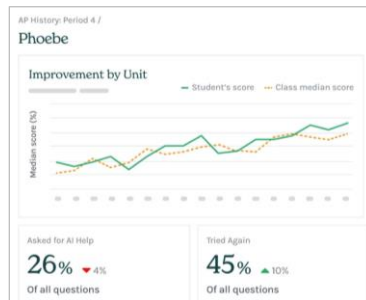 AP History: Period 4 /
Phoebe
Improvement by Unit
Student's score
Class median score
Median score (%)
Asked for AI Help
26% 4%
Of all questions
Tried Again
45% 10%
Of all questions